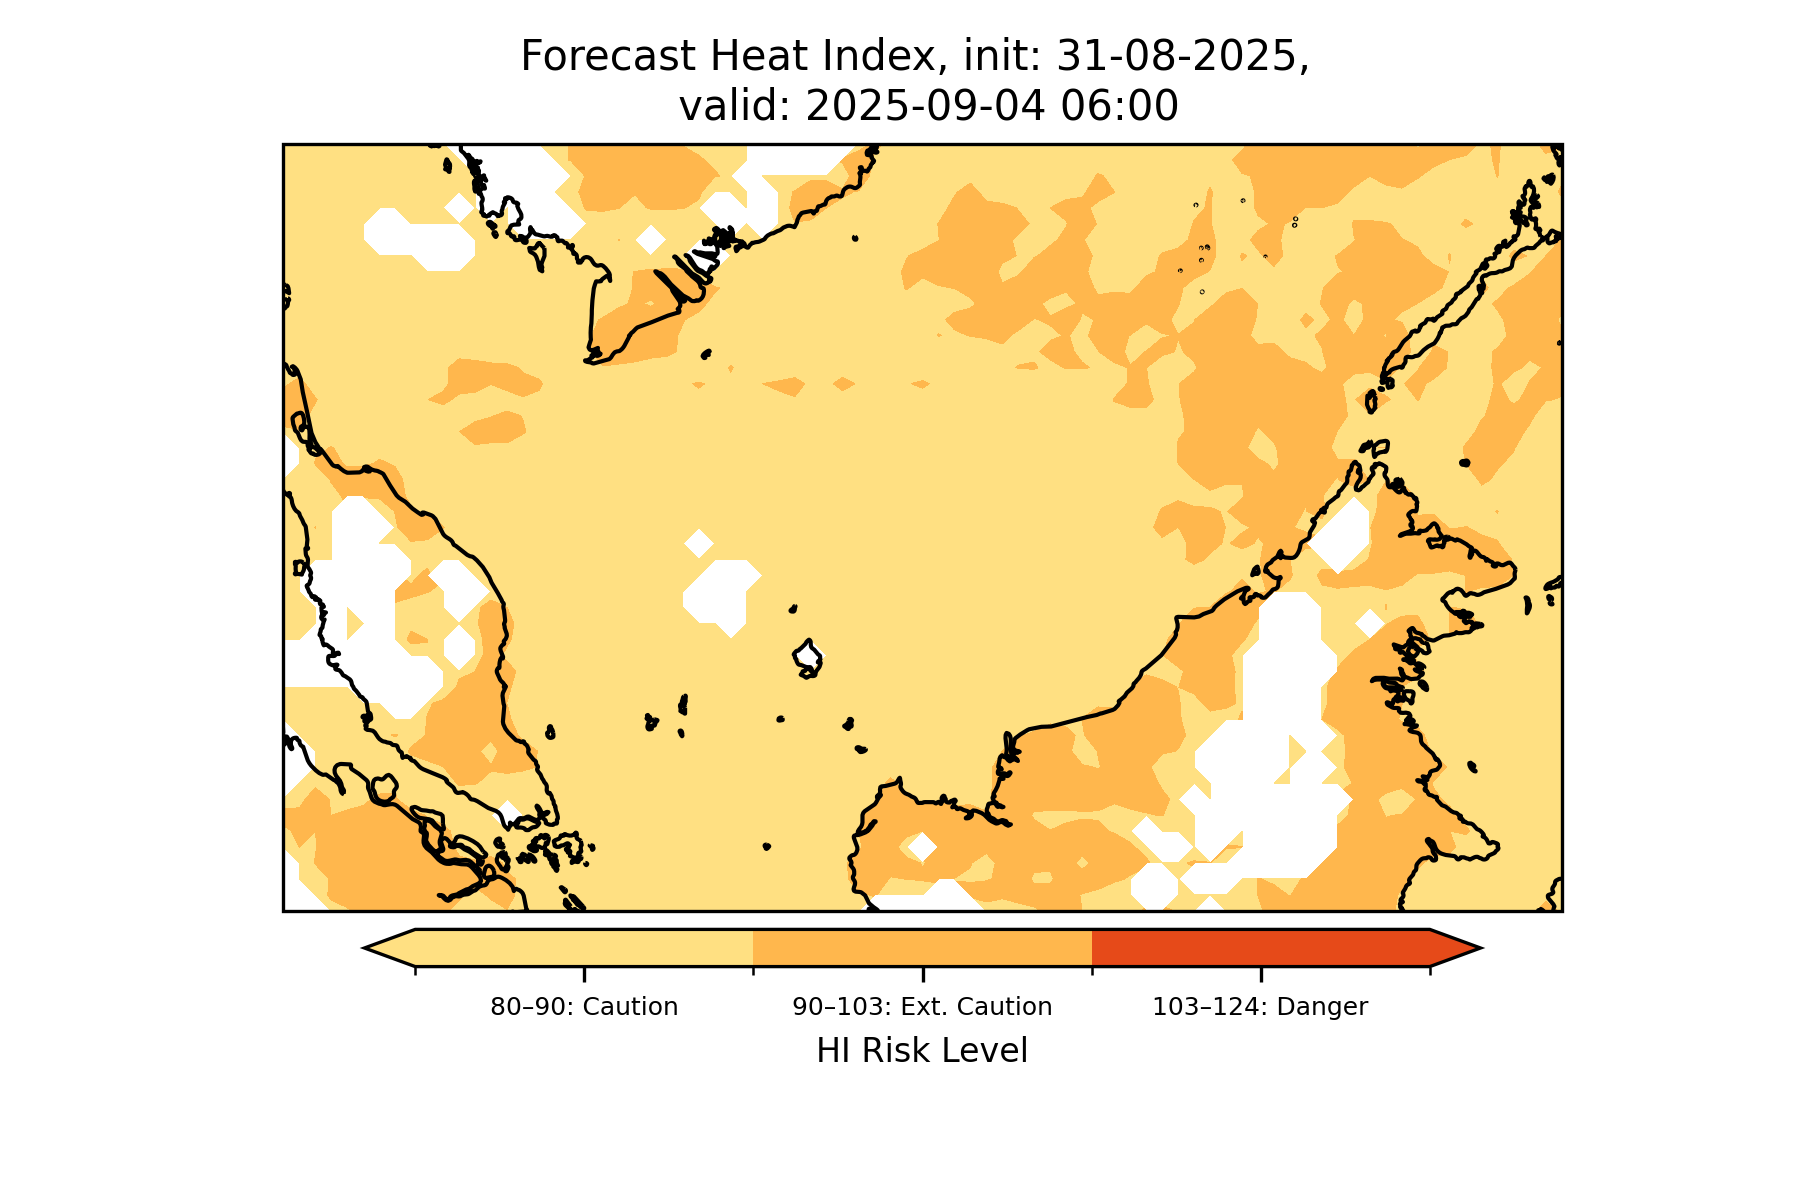 Forecast Heat Index, init: 31-08-2025,
valid: 2025-09-04 06:00
80–90: Caution
90–103: Ext. Caution
103–124: Danger
HI Risk Level